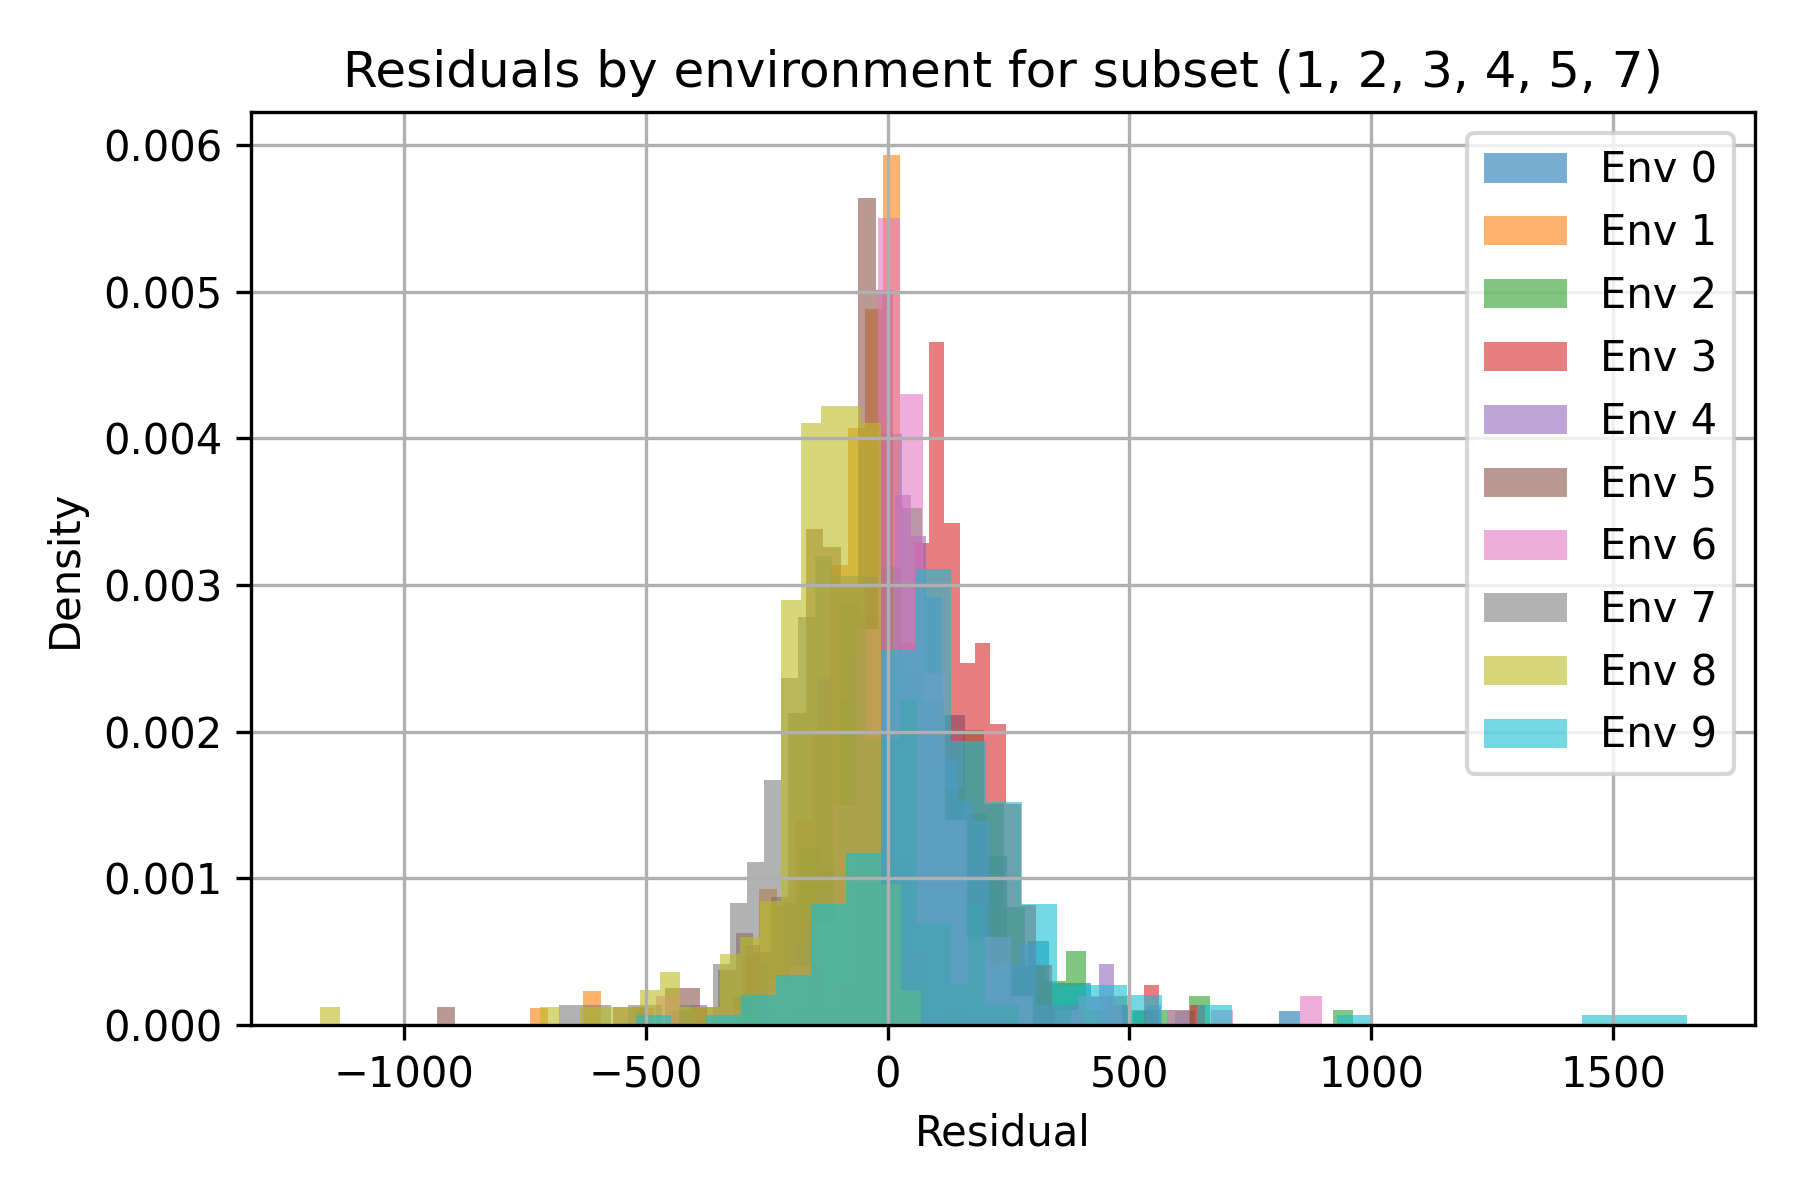 Residuals by environment for subset (1, 2, 3, 4, 5, 7)
0.006
0.005
0.004
0.003
0.002
0.001
0.000
Density
−1000
−500
0
500
1000
1500
Residual
Env 0
Env 1
Env 2
Env 3
Env 4
Env 5
Env 6
Env 7
Env 8
Env 9